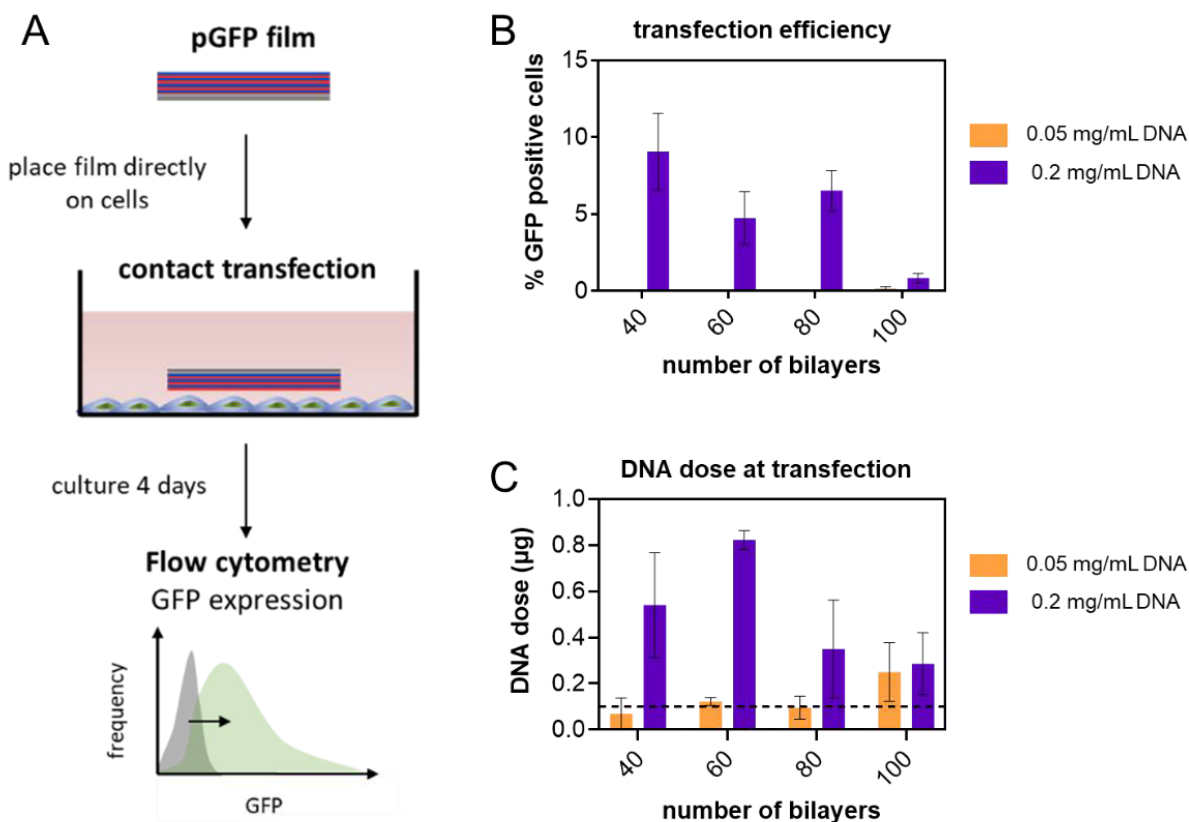 A
pGFP film
place film directly
on cells
contact transfection
culture 4 days
Flow cytometry
GFP expression
frequency
GFP
B
transfection efficiency
% GFP positive cells
15
10
5
0
40
60
80
100
number of bilayers
0.05 mg/mL DNA
0.2 mg/mL DNA
C
DNA dose at transfection
DNA dose (µg)
1.0
0.8
0.6
0.4
0.2
0.0
40
60
80
100
number of bilayers
0.05 mg/mL DNA
0.2 mg/mL DNA